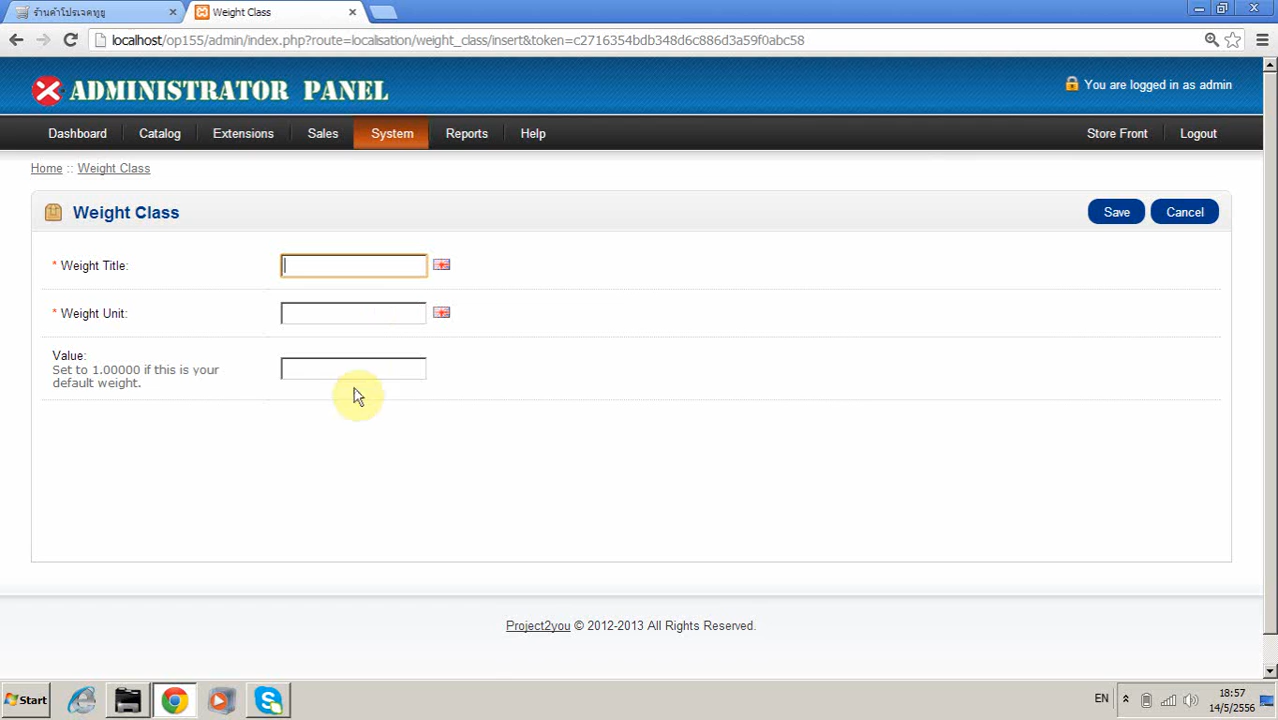 ร้านค้าโปรเจคทูยู
Weight Class
localhost/op155/admin/index.php?route=localisation/weight_class/insert&token=c2716354bdb348d6c886d3a59f0abc58
ADMINISTRATOR PANEL
You are logged in as admin
Dashboard Catalog Extensions Sales System Reports Help Store Front Logout
Home :: Weight Class
Weight Class
Save Cancel
* Weight Title:
* Weight Unit:
Value:
Set to 1.00000 if this is your
default weight.
Project2you © 2012-2013 All Rights Reserved.
Start
EN
18:57
14/5/2556